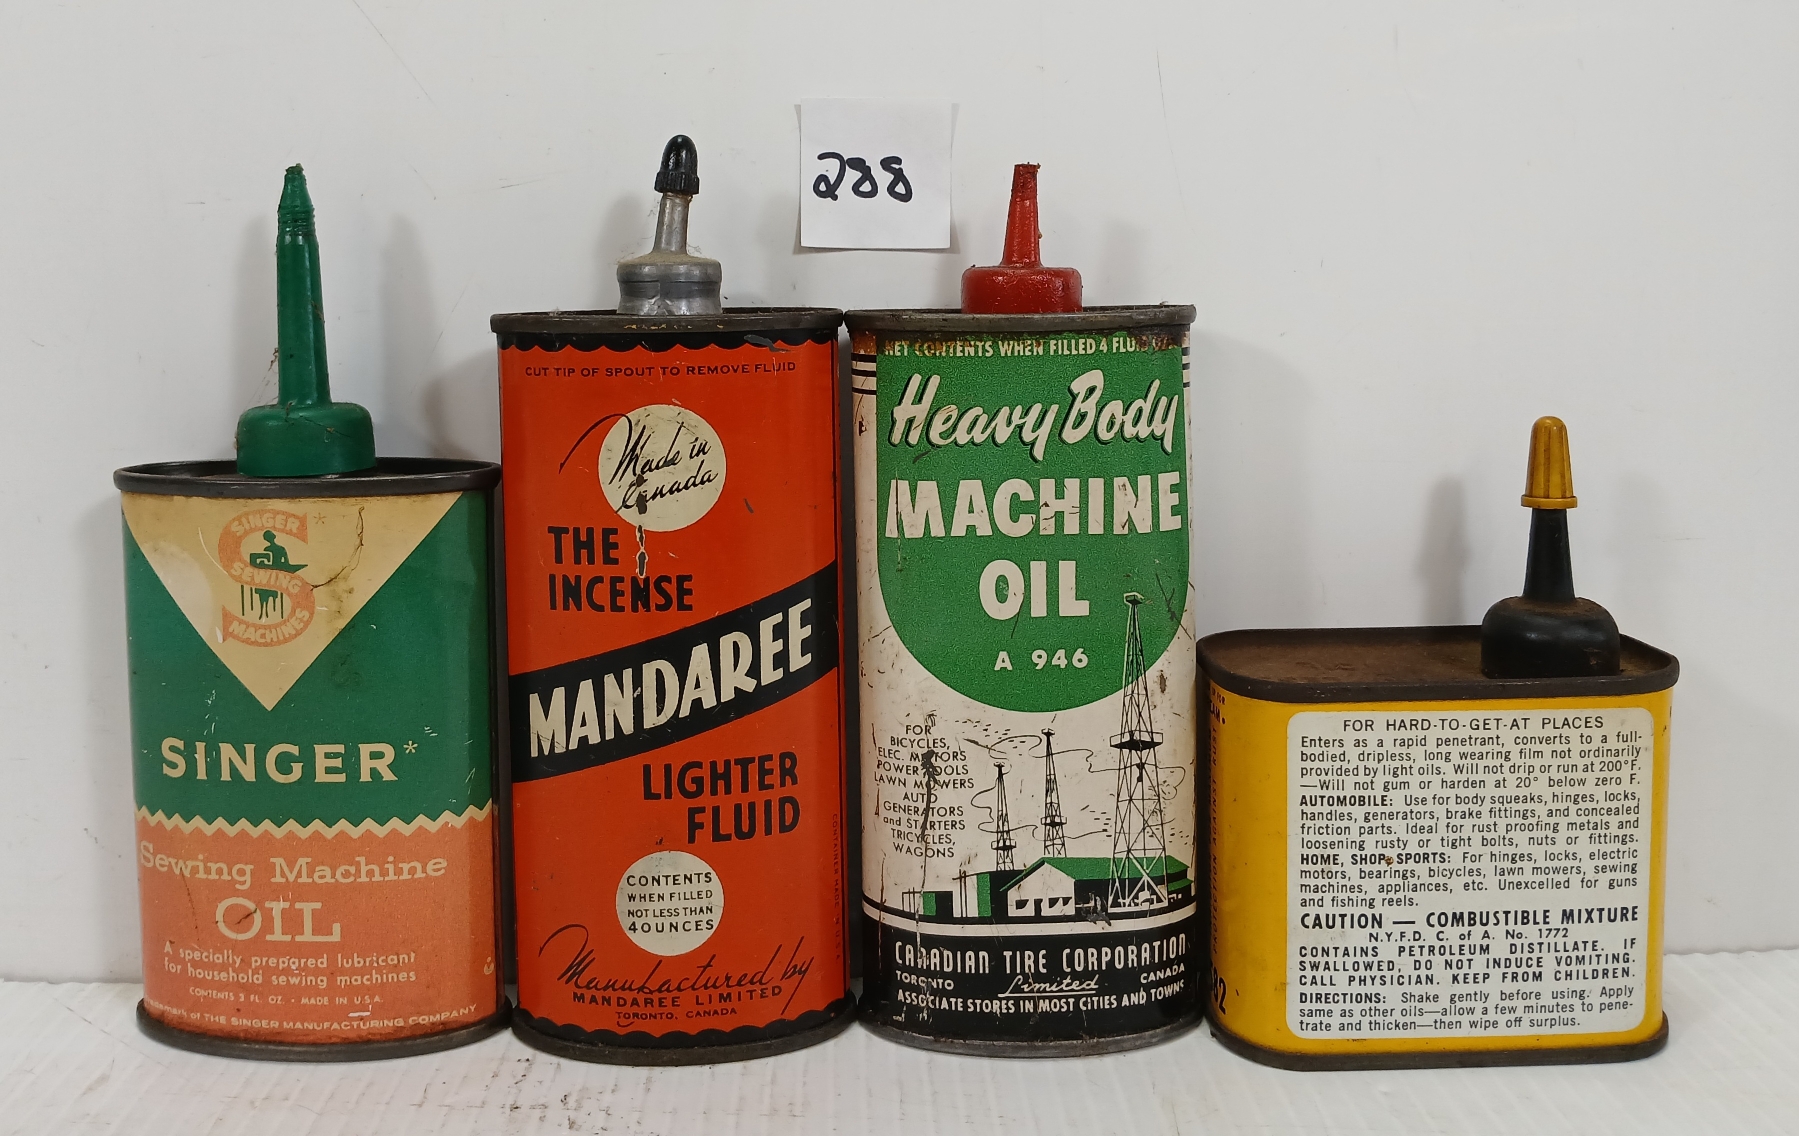 288
SINGER*
SEWING
MACHINES
SINGER*
Sewing Machine
OIL
A specially prepared lubricant
for household sewing machines
CONTENTS 3 FL. OZ. - MADE IN U.S.A.
of THE SINGER MANUFACTURING COMPANY
CUT TIP OF SPOUT TO REMOVE FLUID
Made in
Canada
THE
INCENSE
MANDAREE
LIGHTER
FLUID
CONTENTS
WHEN FILLED
NOT LESS THAN
4 OUNCES
Manufactured by
MANDAREE LIMITED
TORONTO, CANADA
NET CONTENTS WHEN FILLED 4 FLUID OZ.
Heavy Body
MACHINE
OIL
A 946
FOR
BICYCLES,
ELEC. MOTORS
POWER TOOLS
LAWN MOWERS
AUTO
GENERATORS
and STARTERS
TRICYCLES,
WAGONS
CANADIAN TIRE CORPORATION
TORONTO Limited CANADA
ASSOCIATE STORES IN MOST CITIES AND TOWNS
FOR HARD-TO-GET-AT PLACES
Enters as a rapid penetrant, converts to a full-
bodied, dripless, long wearing film not ordinarily
provided by light oils. Will not drip or run at 200°F.
—Will not gum or harden at 20° below zero F.
AUTOMOBILE: Use for body squeaks, hinges, locks,
handles, generators, brake fittings, and concealed
friction parts. Ideal for rust proofing metals and
loosening rusty or tight bolts, nuts or fittings.
HOME, SHOP, SPORTS: For hinges, locks, electric
motors, bearings, bicycles, lawn mowers, sewing
machines, appliances, etc. Unexcelled for guns
and fishing reels.
CAUTION — COMBUSTIBLE MIXTURE
N.Y.F.D. C. of A. No. 1772
CONTAINS PETROLEUM DISTILLATE. IF
SWALLOWED, DO NOT INDUCE VOMITING.
CALL PHYSICIAN. KEEP FROM CHILDREN.
DIRECTIONS: Shake gently before using. Apply
same as other oils—allow a few minutes to pene-
trate and thicken—then wipe off surplus.